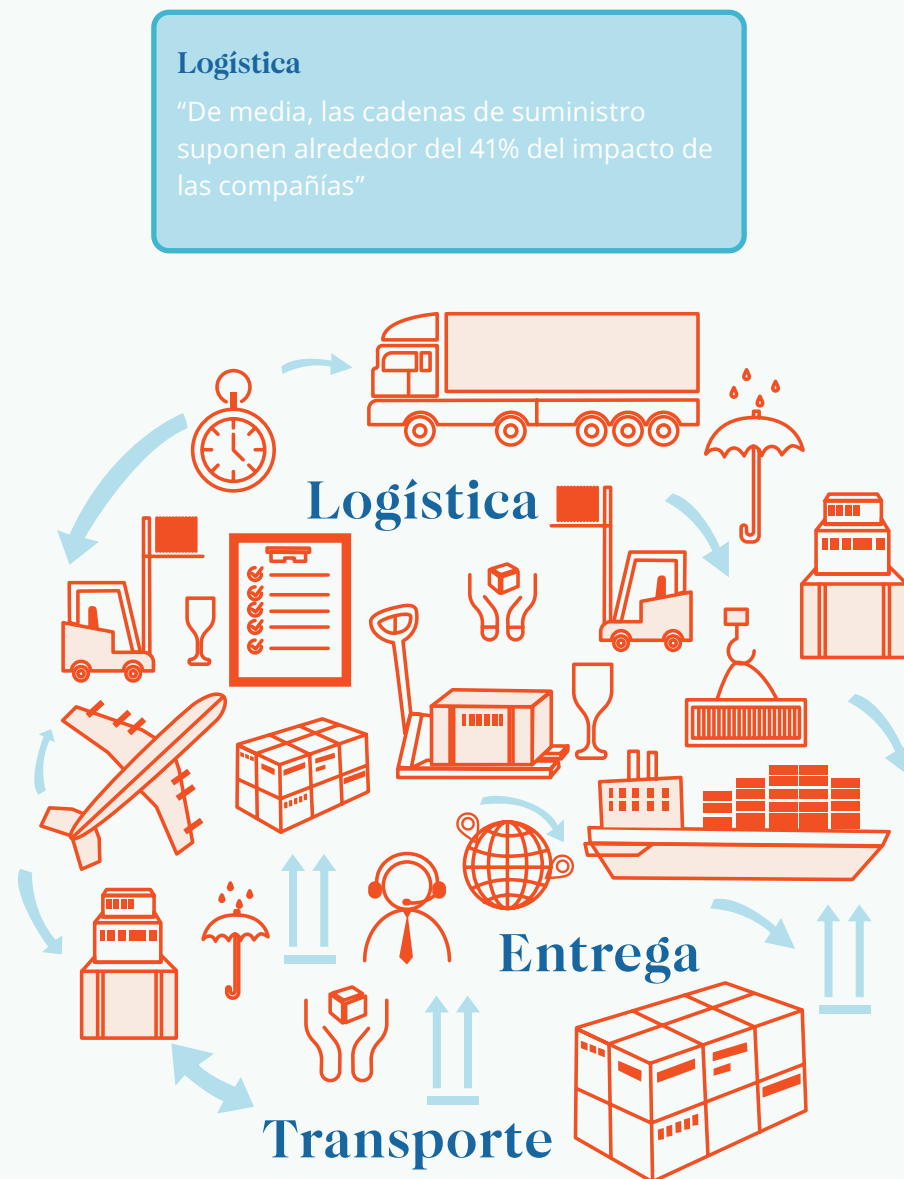 Logística
“De media, las cadenas de suministro
suponen alrededor del 41% del impacto de
las compañías”
Logística
Entrega
Transporte